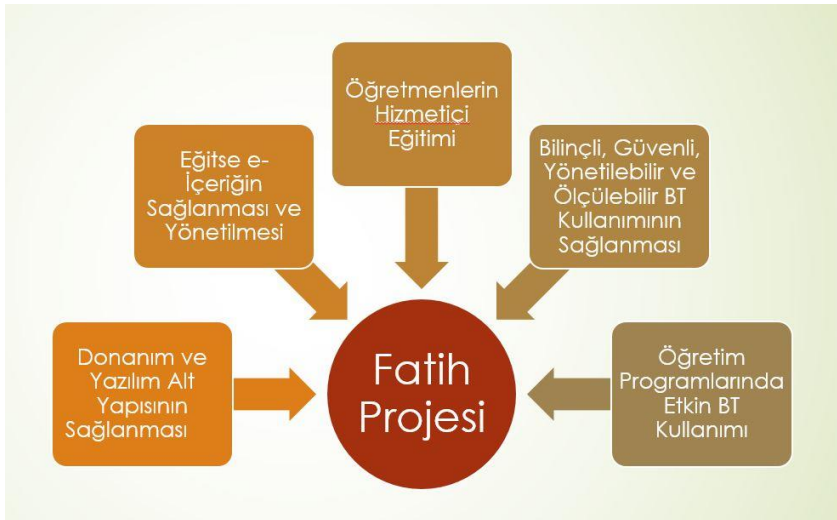 Öğretmenlerin
Hizmetiçi
Eğitimi
Eğitse e-
İçeriğin
Sağlanması ve
Yönetilmesi
Bilinçli, Güvenli,
Yönetilebilir ve
Ölçülebilir BT
Kullanımının
Sağlanması
Donanım ve
Yazılım Alt
Yapısının
Sağlanması
Fatih
Projesi
Öğretim
Programlarında
Etkin BT
Kullanımı